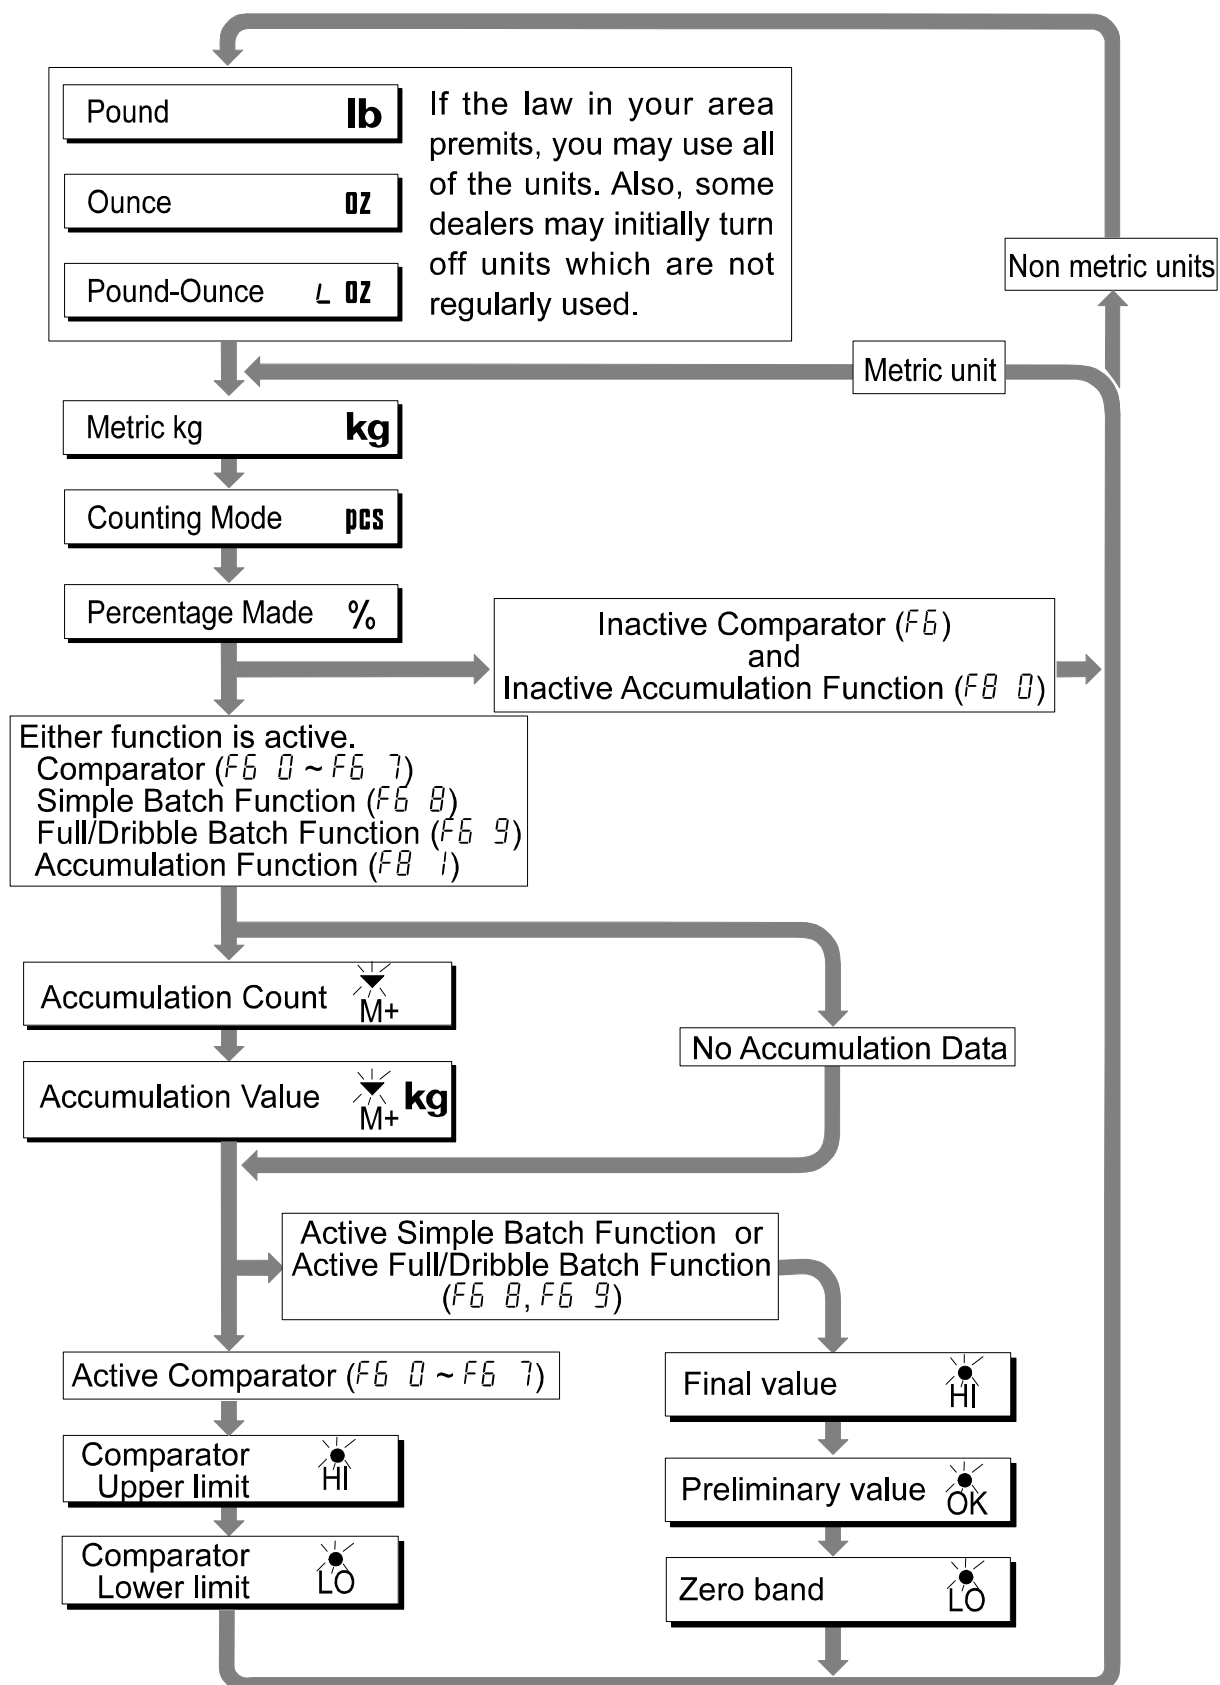 Pound lb
Ounce oz
Pound-Ounce L oz
If the law in your area
premits, you may use all
of the units. Also, some
dealers may initially turn
off units which are not
regularly used.
Non metric units
Metric unit
Metric kg kg
Counting Mode pcs
Percentage Made %
Inactive Comparator (F6)
and
Inactive Accumulation Function (F8 0)
Either function is active.
Comparator (F6 0 ~ F6 7)
Simple Batch Function (F6 8)
Full/Dribble Batch Function (F6 9)
Accumulation Function (F8 1)
Accumulation Count M+
No Accumulation Data
Accumulation Value M+ kg
Active Simple Batch Function or
Active Full/Dribble Batch Function
(F6 8, F6 9)
Active Comparator (F6 0 ~ F6 7)
Final value HI
Comparator
Upper limit HI
Preliminary value OK
Comparator
Lower limit LO
Zero band LO